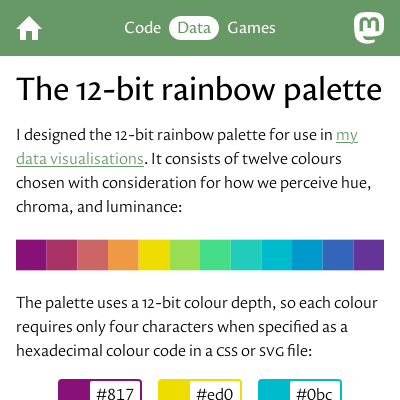 Code Data Games
The 12-bit rainbow palette
I designed the 12-bit rainbow palette for use in my
data visualisations. It consists of twelve colours
chosen with consideration for how we perceive hue,
chroma, and luminance:
The palette uses a 12-bit colour depth, so each colour
requires only four characters when specified as a
hexadecimal colour code in a CSS or SVG file:
#817 #ed0 #0bc